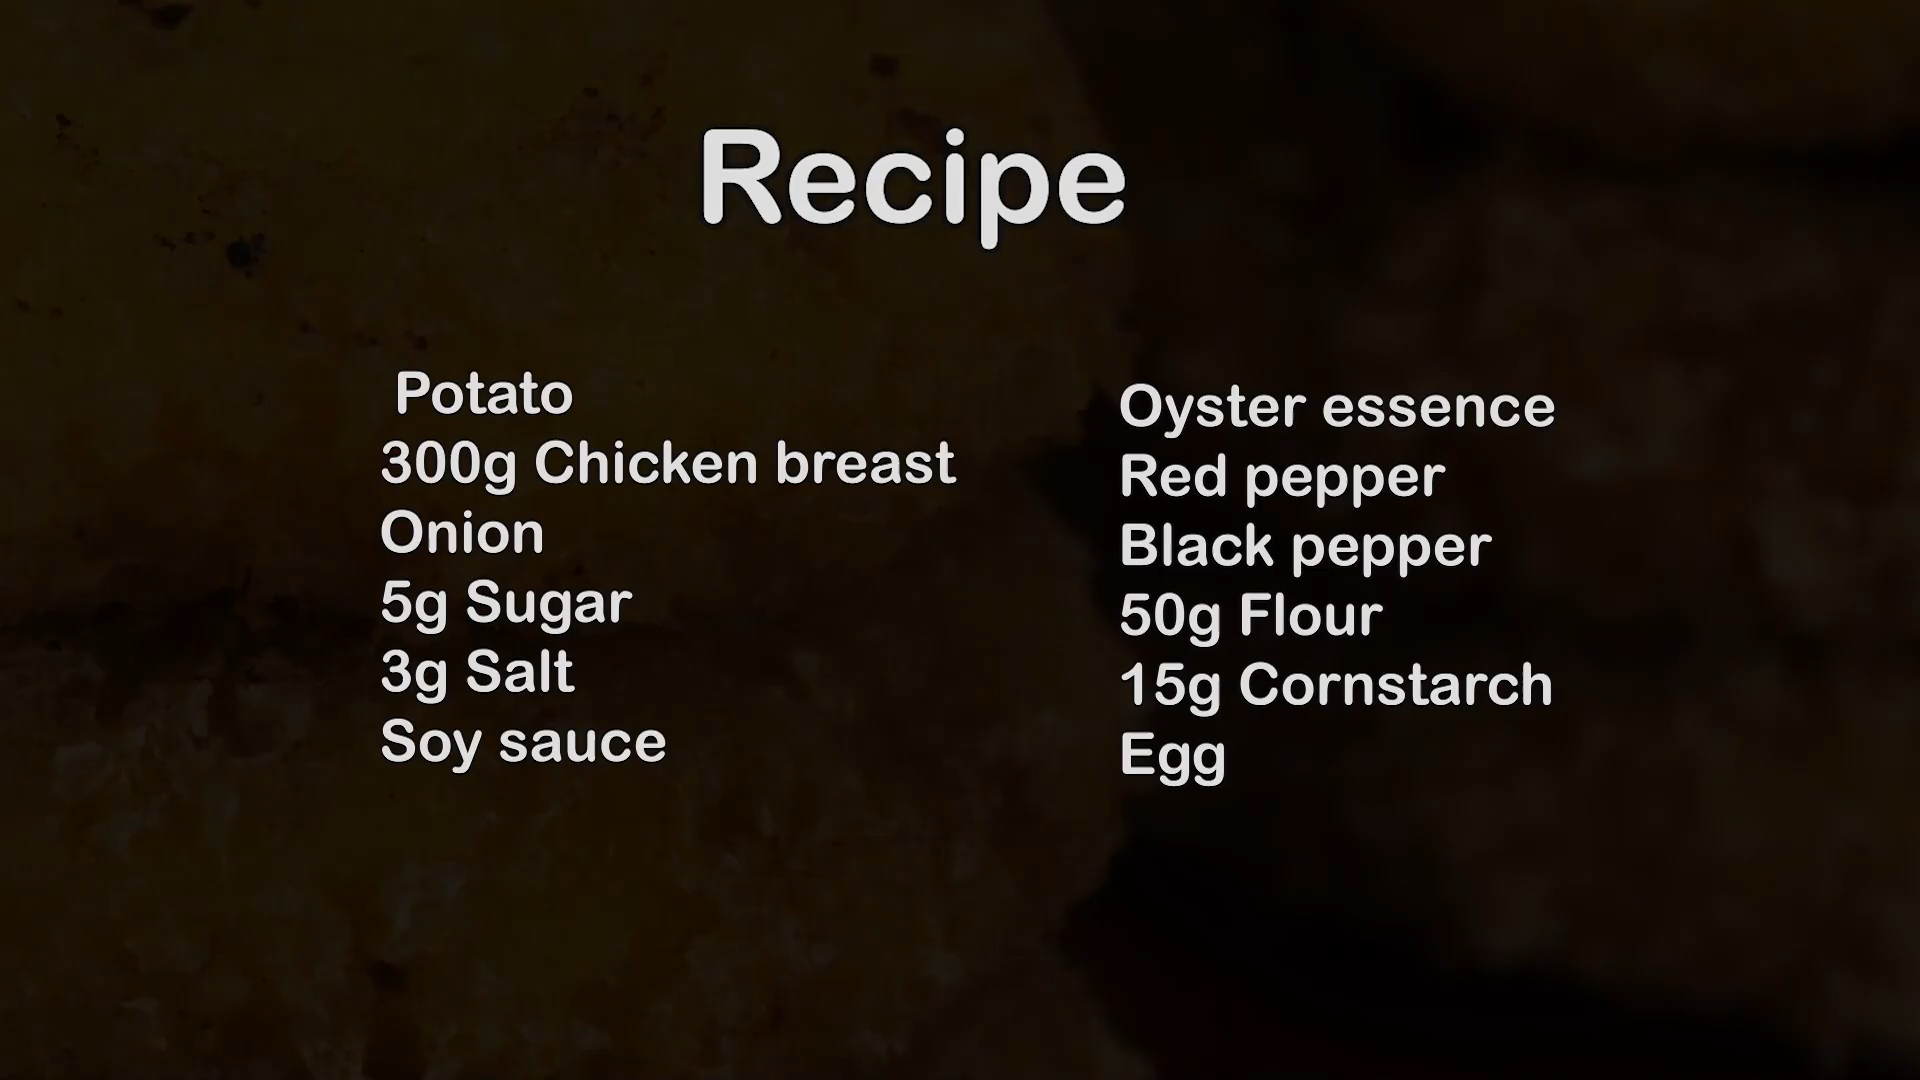 Recipe
Potato
300g Chicken breast
Onion
5g Sugar
3g Salt
Soy sauce
Oyster essence
Red pepper
Black pepper
50g Flour
15g Cornstarch
Egg